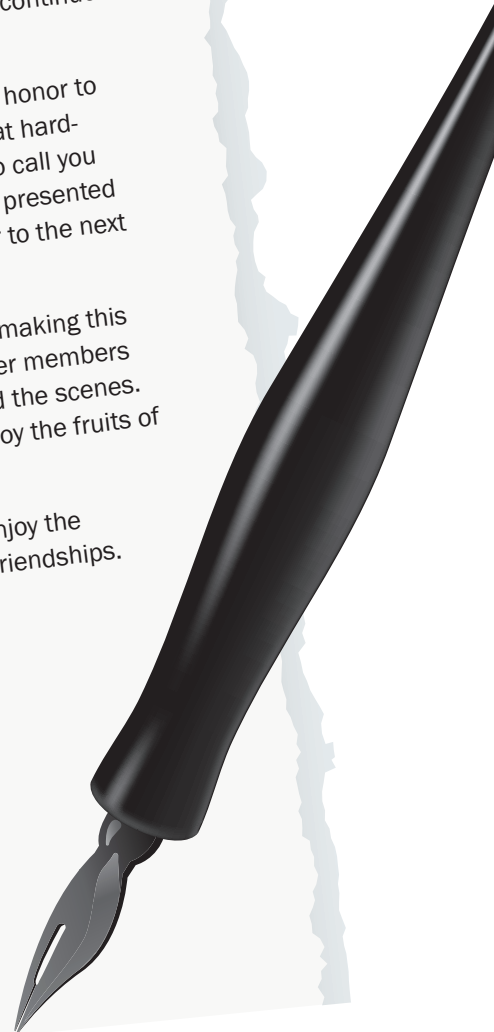 continue
honor to
at hard-
o call you
presented
to the next
making this
er members
d the scenes.
oy the fruits of
njoy the
riendships.